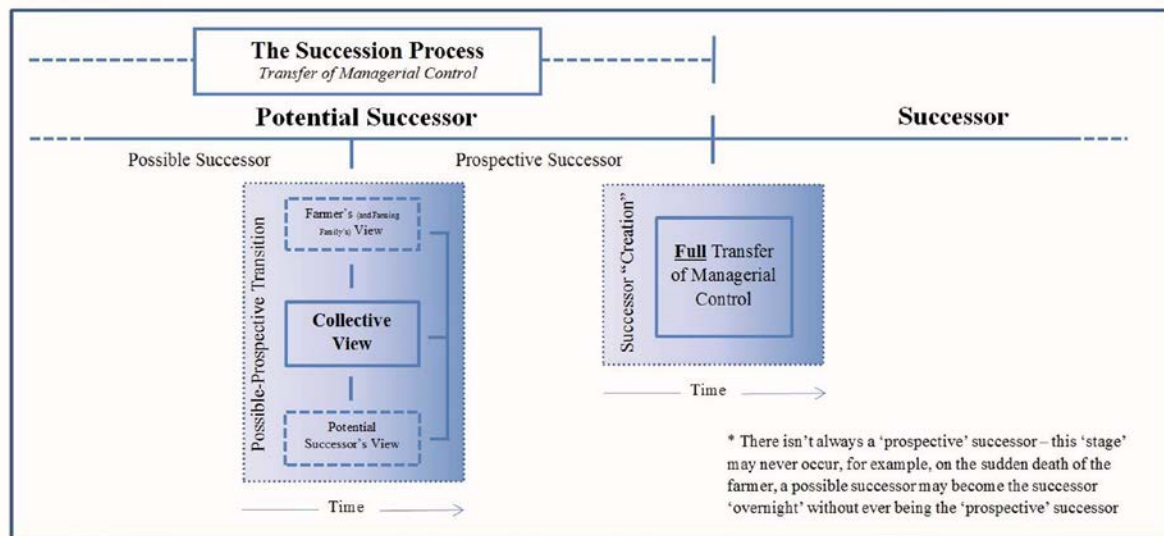 The Succession Process
Transfer of Managerial Control
Potential Successor
Successor
Possible Successor
Prospective Successor
Possible-Prospective Transition
Farmer's (and Farming
Family's) View
Collective
View
Potential
Successor's View
Time
Successor "Creation"
Full Transfer
of Managerial
Control
Time
* There isn't always a 'prospective' successor – this 'stage'
may never occur, for example, on the sudden death of the
farmer, a possible successor may become the successor
'overnight' without ever being the 'prospective' successor